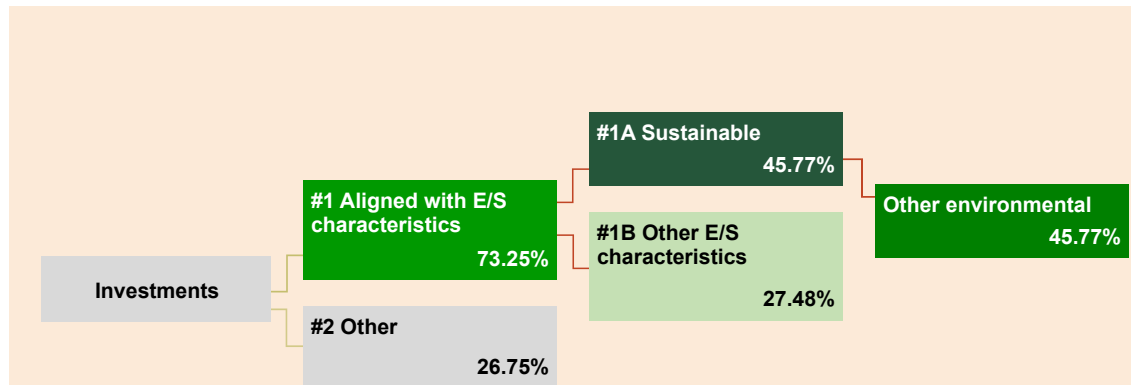 Investments
#1 Aligned with E/S
characteristics
73.25%
#2 Other
26.75%
#1A Sustainable
45.77%
#1B Other E/S
characteristics
27.48%
Other environmental
45.77%